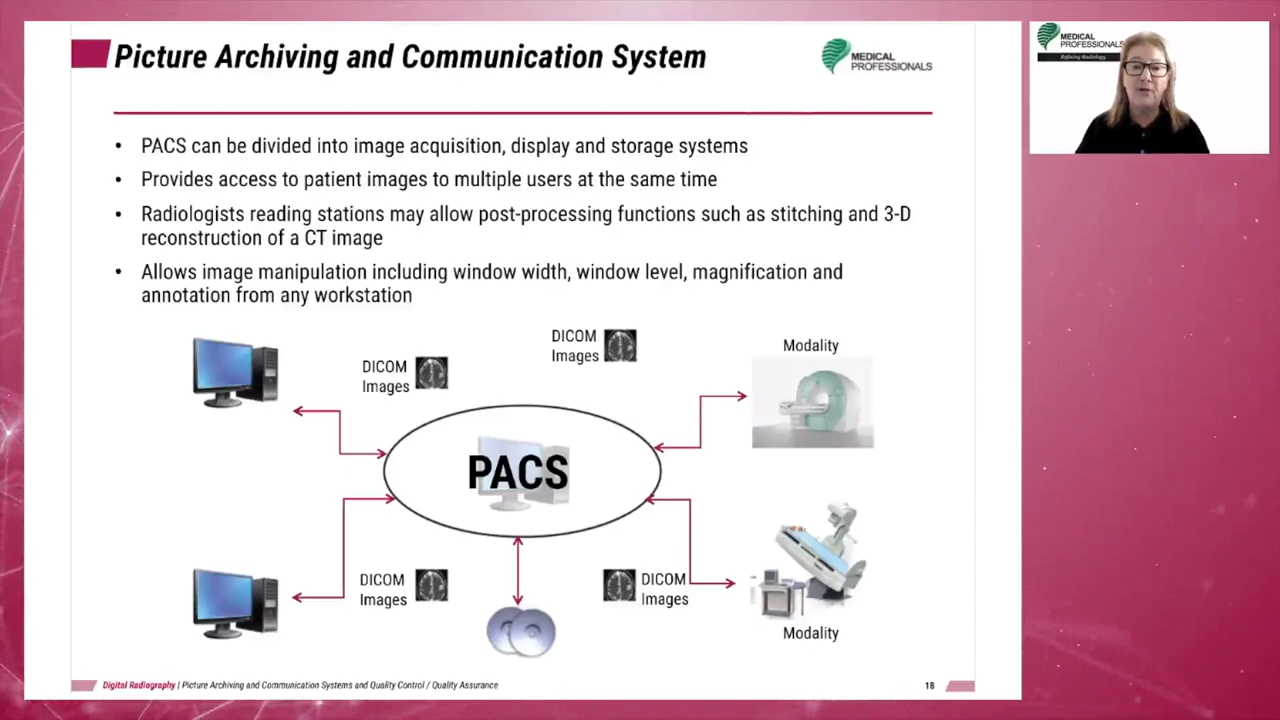 Picture Archiving and Communication System
MEDICAL
PROFESSIONALS
MEDICAL
PROFESSIONALS
Refining Radiology
• PACS can be divided into image acquisition, display and storage systems
• Provides access to patient images to multiple users at the same time
• Radiologists reading stations may allow post-processing functions such as stitching and 3-D
reconstruction of a CT image
• Allows image manipulation including window width, window level, magnification and
annotation from any workstation
DICOM
Images
DICOM
Images
Modality
PACS
DICOM
Images
DICOM
Images
Modality
Digital Radiography | Picture Archiving and Communication Systems and Quality Control / Quality Assurance
18